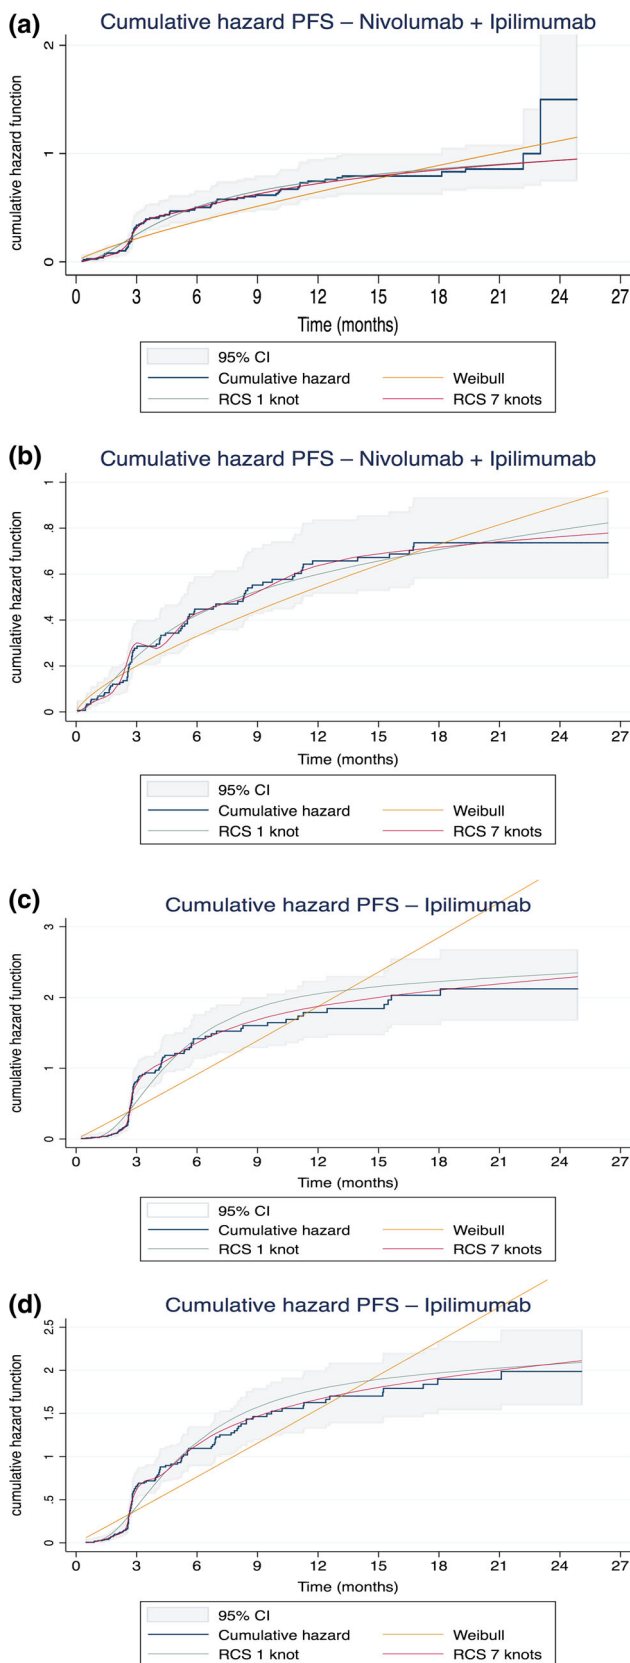 (a)
Cumulative hazard PFS – Nivolumab + Ipilimumab
cumulative hazard function
2
1
0
0 3 6 9 12 15 18 21 24 27
Time (months)
95% CI
Cumulative hazard Weibull
RCS 1 knot RCS 7 knots
(b)
Cumulative hazard PFS – Nivolumab + Ipilimumab
cumulative hazard function
1
.8
.6
.4
.2
0
0 3 6 9 12 15 18 21 24 27
Time (months)
95% CI
Cumulative hazard Weibull
RCS 1 knot RCS 7 knots
(c)
Cumulative hazard PFS – Ipilimumab
cumulative hazard function
3
2
1
0
0 3 6 9 12 15 18 21 24 27
Time (months)
95% CI
Cumulative hazard Weibull
RCS 1 knot RCS 7 knots
(d)
Cumulative hazard PFS – Ipilimumab
cumulative hazard function
2.5
2
1.5
1
.5
0
0 3 6 9 12 15 18 21 24 27
Time (months)
95% CI
Cumulative hazard Weibull
RCS 1 knot RCS 7 knots